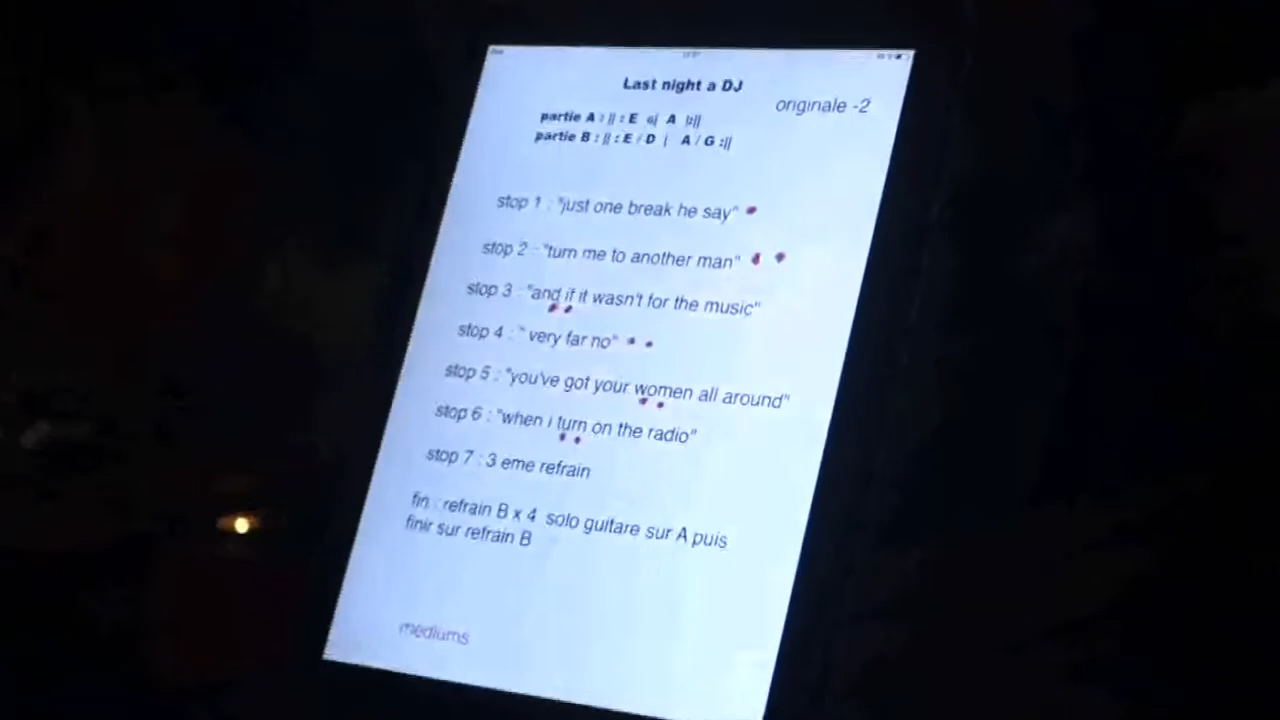 Last night a DJ
originale -2
partie A : || : E | A :||
partie B : || : E / D | A / G :||
stop 1 : "just one break he say"
stop 2 : "turn me to another man"
stop 3 : "and if it wasn't for the music"
stop 4 : " very far no"
stop 5 : "you've got your women all around"
stop 6 : "when i turn on the radio"
stop 7 : 3 eme refrain
fin : refrain B x 4 solo guitare sur A puis
finir sur refrain B
mediums